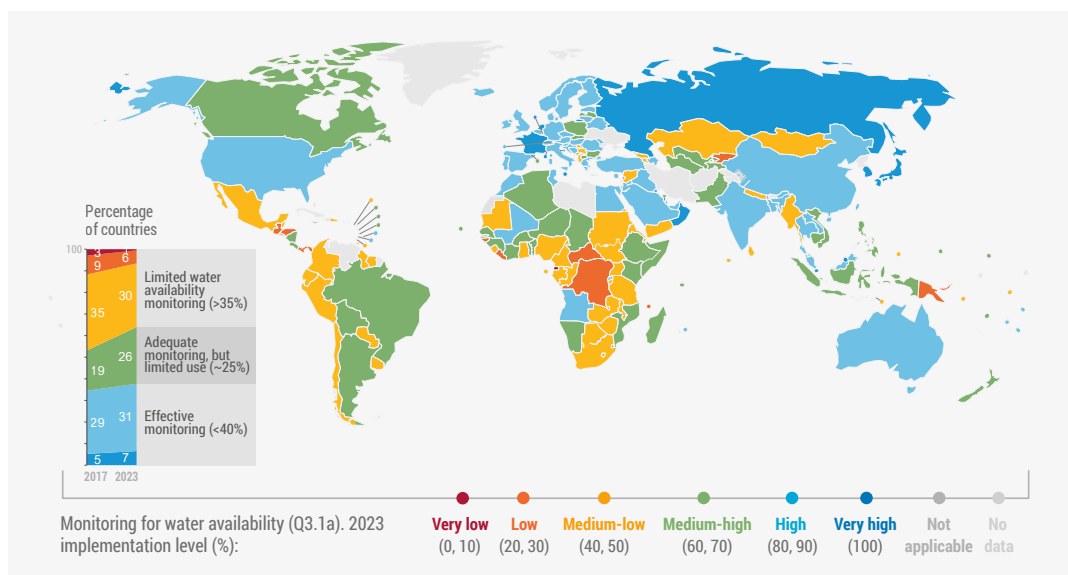 Percentage
of countries
100
3
6
9
30
35
26
19
31
29
7
5
2017 2023
Limited water
availability
monitoring (>35%)
Adequate
monitoring, but
limited use (~25%)
Effective
monitoring (<40%)
Monitoring for water availability (Q3.1a). 2023
implementation level (%):
Very low
(0, 10)
Low
(20, 30)
Medium-low
(40, 50)
Medium-high
(60, 70)
High
(80, 90)
Very high
(100)
Not
applicable
No
data